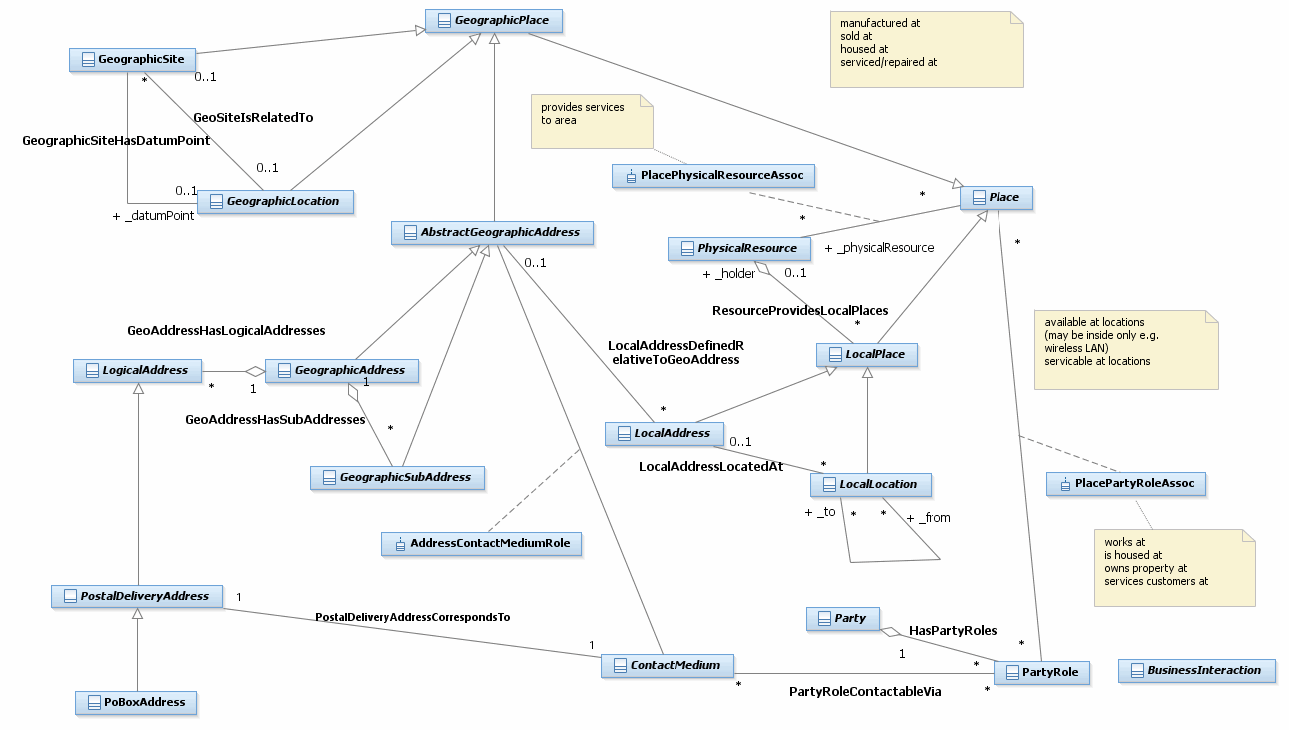 GeographicPlace
manufactured at
sold at
housed at
serviced/repaired at
GeographicSite
*
0..1
provides services
to area
GeoSiteIsRelatedTo
GeographicSiteHasDatumPoint
0..1
PlacePhysicalResourceAssoc
0..1
GeographicLocation
+ _datumPoint
*
Place
*
AbstractGeographicAddress
PhysicalResource
+ _physicalResource
*
0..1
+ _holder
0..1
ResourceProvidesLocalPlaces
*
available at locations
(may be inside only e.g.
wireless LAN)
servicable at locations
GeoAddressHasLogicalAddresses
LocalAddressDefinedR
elativeToGeoAddress
LocalPlace
LogicalAddress
*
1
GeographicAddress
1
GeoAddressHasSubAddresses
*
*
LocalAddress
0..1
LocalAddressLocatedAt
*
GeographicSubAddress
LocalLocation
PlacePartyRoleAssoc
+ _to
*
*
+ _from
AddressContactMediumRole
works at
is housed at
owns property at
services customers at
PostalDeliveryAddress
1
PostalDeliveryAddressCorrespondsTo
1
Party
HasPartyRoles
1
*
*
ContactMedium
*
PartyRoleContactableVia
*
PartyRole
BusinessInteraction
PoBoxAddress